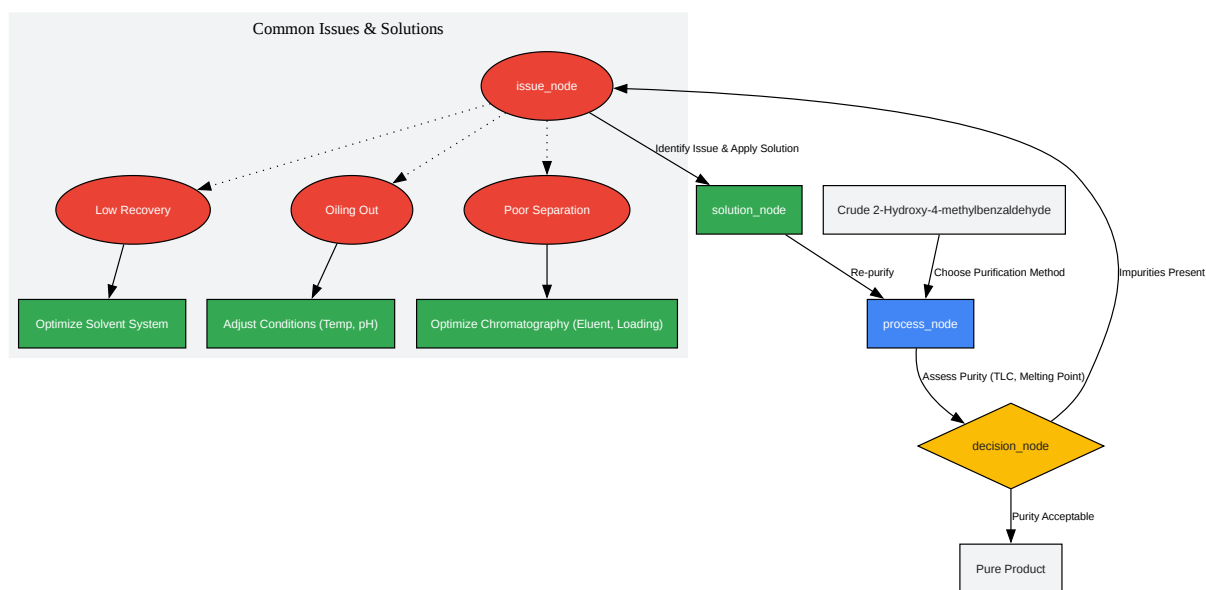 Common Issues & Solutions
issue_node
Identify Issue & Apply Solution
Low Recovery
Oiling Out
Poor Separation
solution_node
Crude 2-Hydroxy-4-methylbenzaldehyde
Re-purify
Choose Purification Method
Impurities Present
Optimize Solvent System
Adjust Conditions (Temp, pH)
Optimize Chromatography (Eluent, Loading)
process_node
Assess Purity (TLC, Melting Point)
decision_node
Purity Acceptable
Pure Product